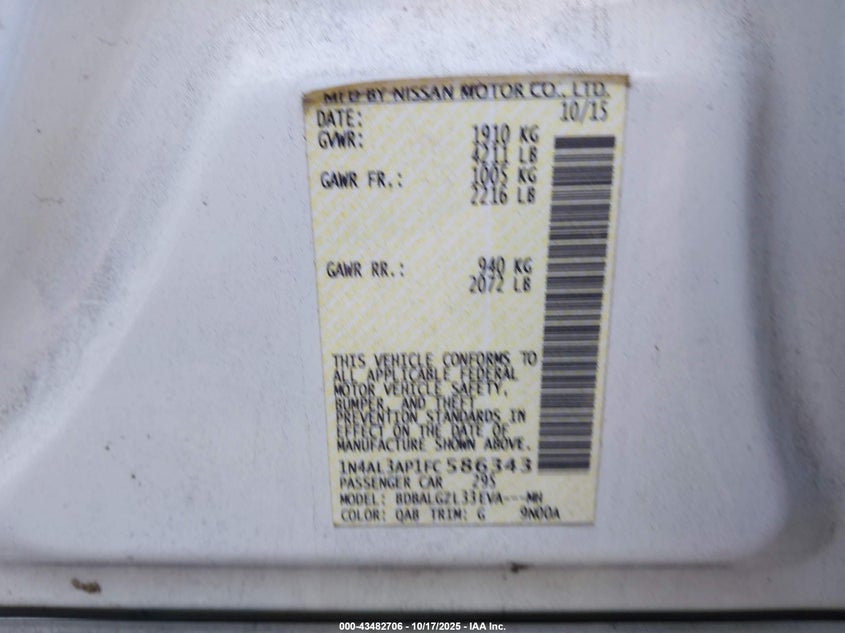 MFD BY NISSAN MOTOR CO., LTD.
DATE: 10/15
GVWR: 1910 KG
4211 LB
GAWR FR.: 1005 KG
2216 LB
GAWR RR.: 940 KG
2072 LB
THIS VEHICLE CONFORMS TO
ALL APPLICABLE FEDERAL
MOTOR VEHICLE SAFETY,
BUMPER, AND THEFT
PREVENTION STANDARDS IN
EFFECT ON THE DATE OF
MANUFACTURE SHOWN ABOVE.
1N4AL3AP1FC586343
PASSENGER CAR 295
MODEL: BDBALGZL33EVA---MN
COLOR: QAB TRIM: G 9N00A
000-43482706 - 10/17/2025 - IAA Inc.